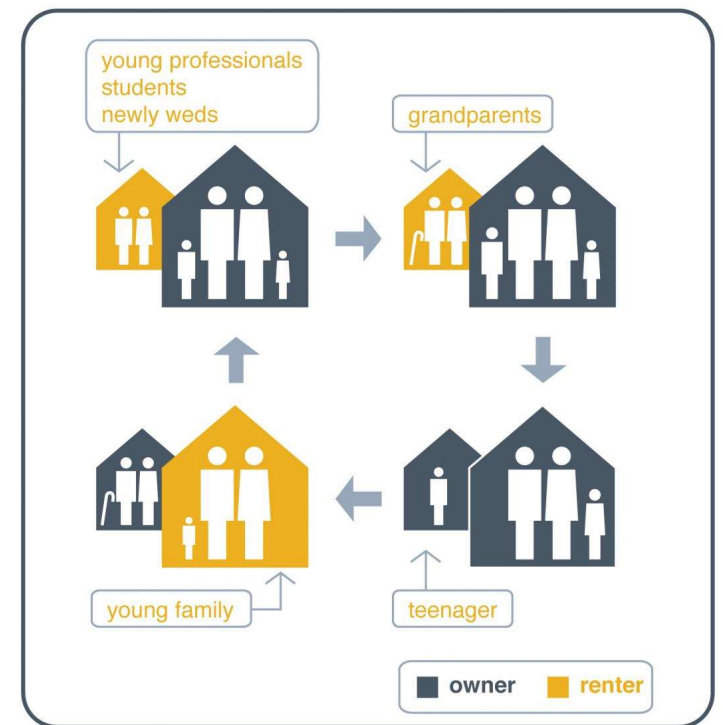 young professionals
students
newly weds
grandparents
young family
teenager
owner
renter